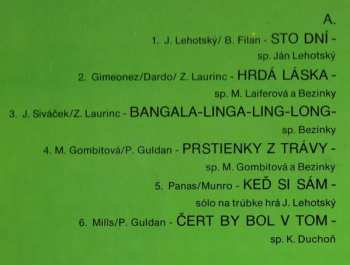 A.
1. J. Lehotský/ B. Filan - STO DNÍ -
sp. Ján Lehotský
2. Gimeonez/Dardo/ Z. Laurinc - HRDÁ LÁSKA -
sp. M. Laiferova a Bezinky
3. J. Siváček/Z. Laurinc - BANGALA-LINGA-LING-LONG-
sp. Bezinky
4. M. Gombitová/P. Guldan - PRSTIENKY Z TRÁVY -
sp. M. Gombitová a Bezinky
5. Panas/Munro - KEĎ SI SÁM -
sólo na trúbke hrá J. Lehotský
6. Mills/P. Guldan - ČERT BY BOL V TOM -
sp. K. Duchoň